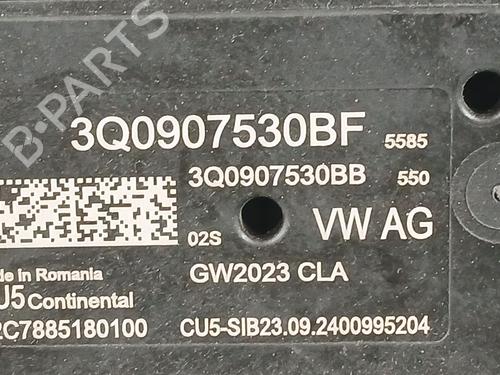 B-PARTS
3Q0907530BF 5585
3Q0907530BB 550
02S VW AG
de in Romania
GW2023 CLA
U5 Continental
2C7885180100 CU5-SIB23.09.2400995204